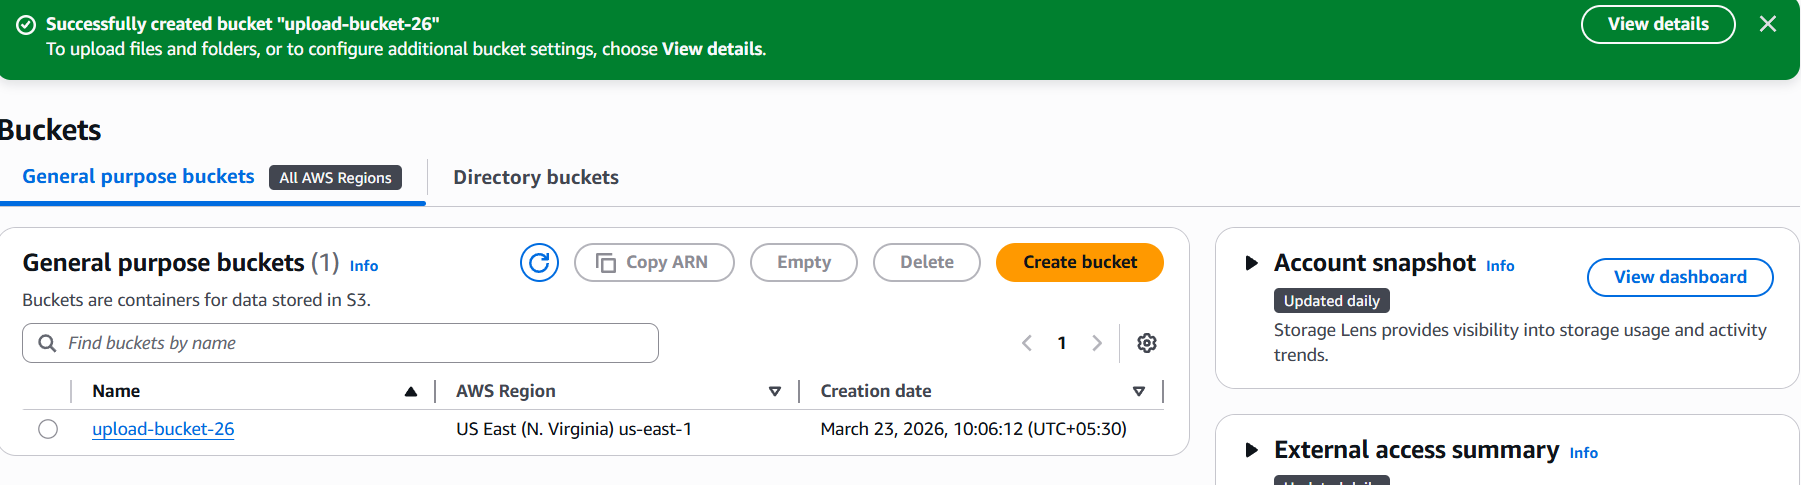 Successfully created bucket "upload-bucket-26"
To upload files and folders, or to configure additional bucket settings, choose View details.
View details
Buckets
General purpose buckets
All AWS Regions
Directory buckets
General purpose buckets (1) Info
Copy ARN
Empty
Delete
Create bucket
Buckets are containers for data stored in S3.
Find buckets by name
1
Name
AWS Region
Creation date
upload-bucket-26
US East (N. Virginia) us-east-1
March 23, 2026, 10:06:12 (UTC+05:30)
Account snapshot Info
View dashboard
Updated daily
Storage Lens provides visibility into storage usage and activity
trends.
External access summary Info
Updated daily